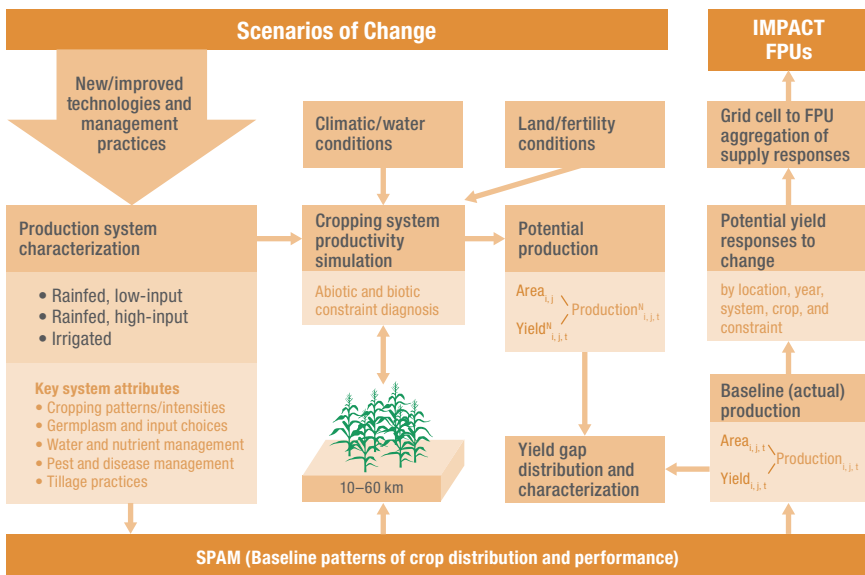 Scenarios of Change
IMPACT
FPUs
New/improved
technologies and
management
practices
Climatic/water
conditions
Land/fertility
conditions
Grid cell to FPU
aggregation of
supply responses
Production system
characterization
• Rainfed, low-input
• Rainfed, high-input
• Irrigated
Key system attributes
• Cropping patterns/intensities
• Germplasm and input choices
• Water and nutrient management
• Pest and disease management
• Tillage practices
Cropping system
productivity
simulation
Abiotic and biotic
constraint diagnosis
10–60 km
Potential
production
Area i, j
Production N i, j, t
Yield N i, j, t
Yield gap
distribution and
characterization
Potential yield
responses to
change
by location, year,
system, crop, and
constraint
Baseline (actual)
production
Area i, j, t
Production i, j, t
Yield i, j, t
SPAM (Baseline patterns of crop distribution and performance)